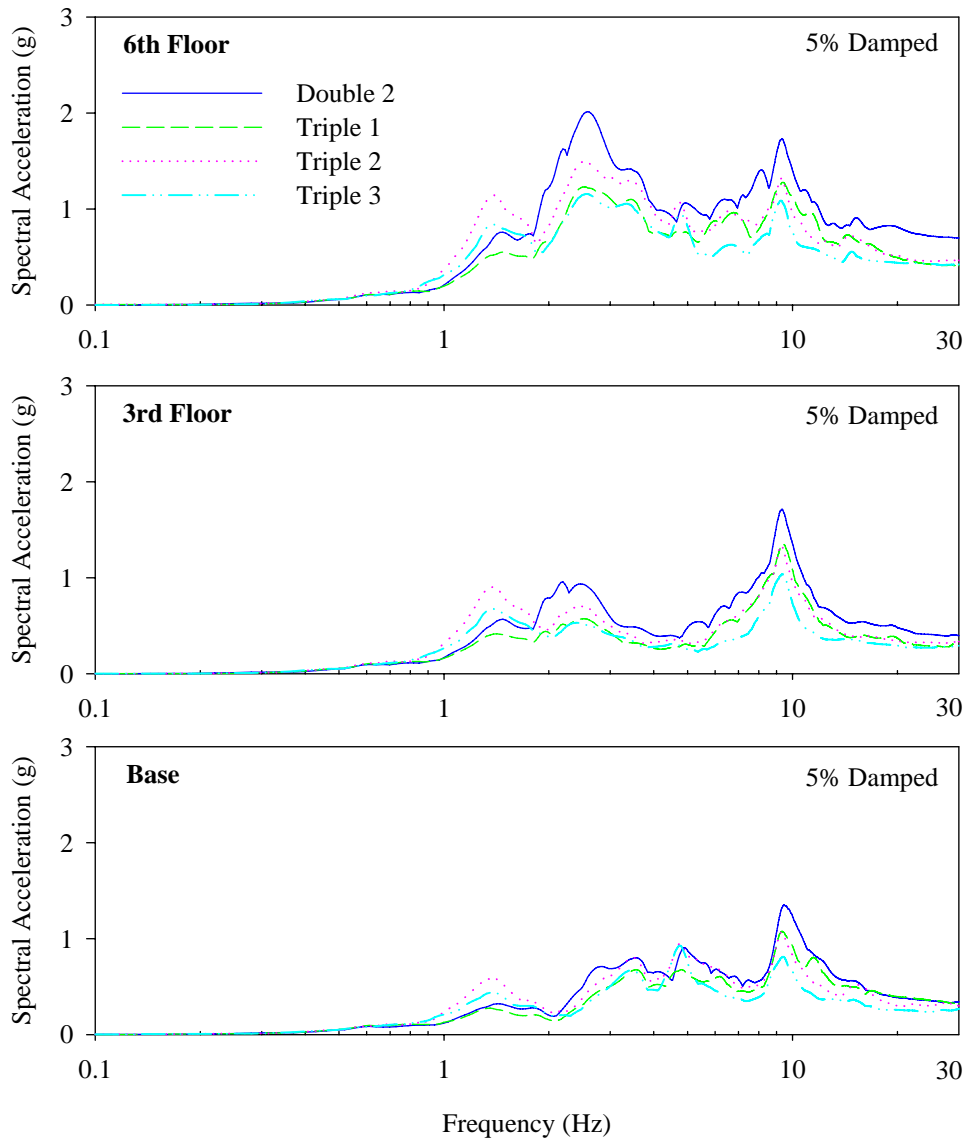 3
6th Floor
5% Damped
Double 2
2
Triple 1
Triple 2
Triple 3
1
0
Spectral Acceleration (g)
0.1
1
10
30
3
3rd Floor
5% Damped
2
1
0
Spectral Acceleration (g)
0.1
1
10
30
3
Base
5% Damped
2
1
0
Spectral Acceleration (g)
0.1
1
10
30
Frequency (Hz)